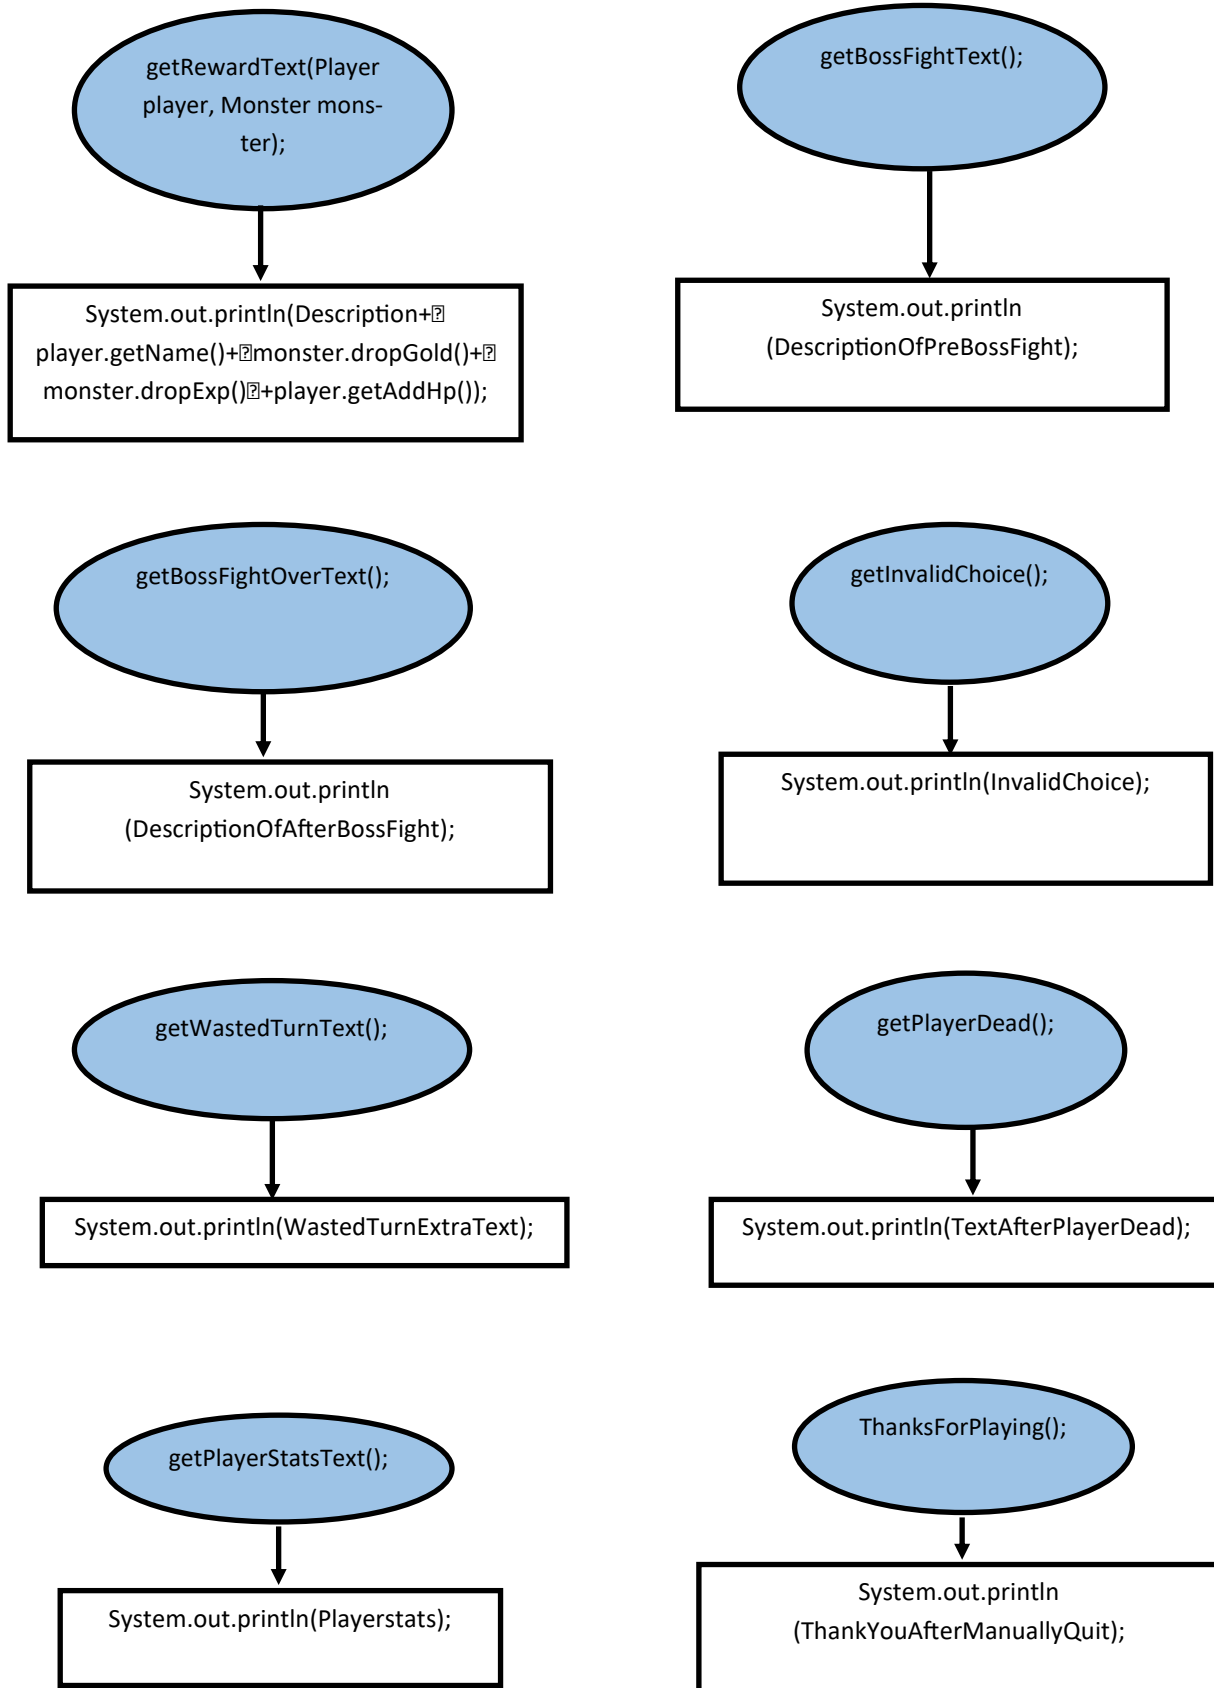 getRewardText(Player
player, Monster mons-
ter);
System.out.println(Description+⍰
player.getName()+⍰monster.dropGold()+⍰
monster.dropExp()⍰+player.getAddHp());
getBossFightText();
System.out.println
(DescriptionOfPreBossFight);
getBossFightOverText();
System.out.println
(DescriptionOfAfterBossFight);
getInvalidChoice();
System.out.println(InvalidChoice);
getWastedTurnText();
System.out.println(WastedTurnExtraText);
getPlayerDead();
System.out.println(TextAfterPlayerDead);
getPlayerStatsText();
System.out.println(Playerstats);
ThanksForPlaying();
System.out.println
(ThankYouAfterManuallyQuit);